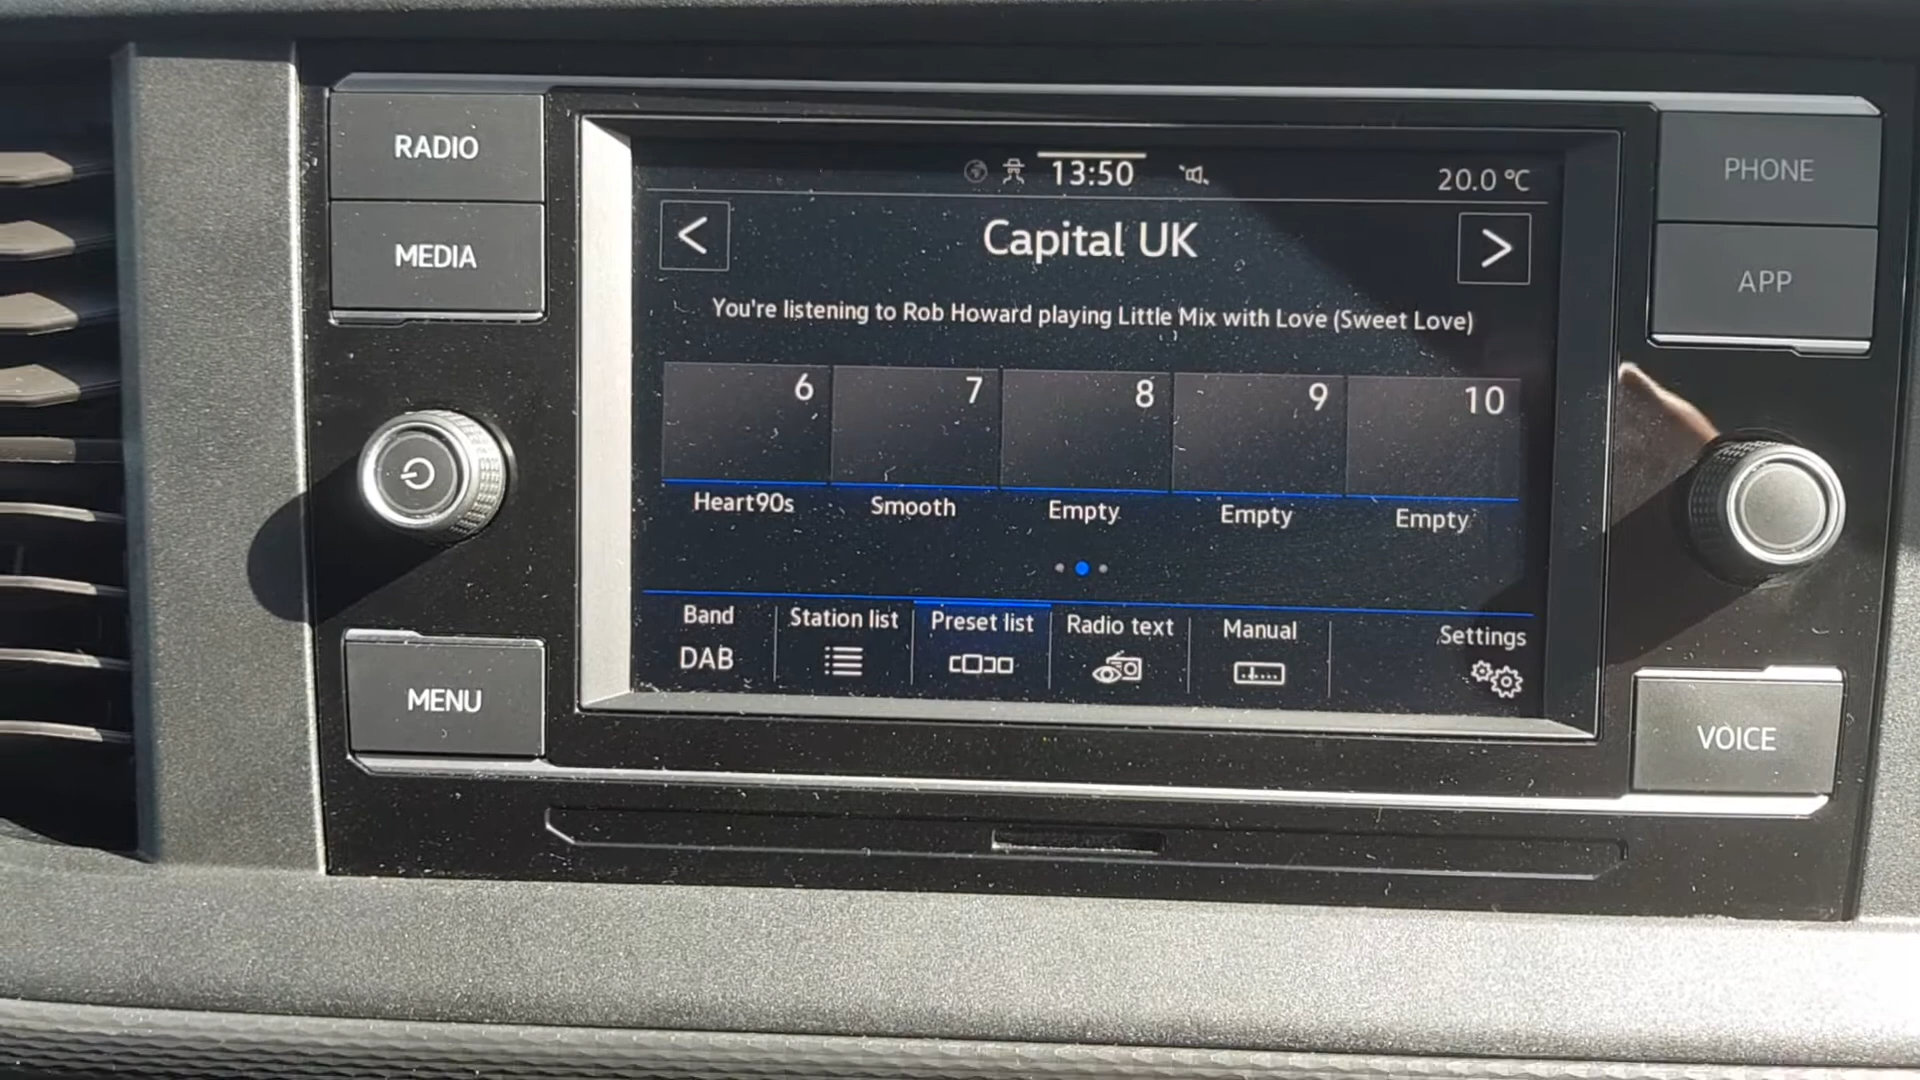 RADIO
MEDIA
MENU
13:50
20.0 °C
<
Capital UK
>
You're listening to Rob Howard playing Little Mix with Love (Sweet Love)
6 7 8 9 10
Heart90s Smooth Empty Empty Empty
Band Station list Preset list Radio text Manual Settings
DAB
PHONE
APP
VOICE